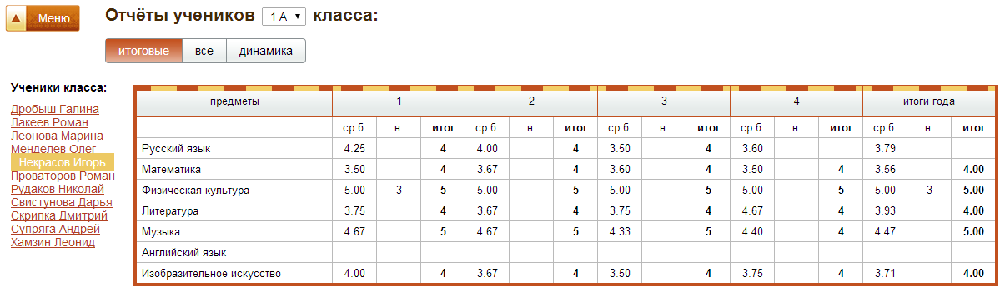 Меню
Отчёты учеников 1 А класса:
итоговые все динамика
Ученики класса:
Дробыш Галина
Лакеев Роман
Леонова Марина
Менделев Олег
Некрасов Игорь
Проваторов Роман
Рудаков Николай
Свистунова Дарья
Скрипка Дмитрий
Супряга Андрей
Хамзин Леонид
предметы 1 2 3 4 итоги года
ср.б. н. итог ср.б. н. итог ср.б. н. итог ср.б. н. итог ср.б. н. итог
Русский язык 4.25 4 4.00 4 3.50 4 3.60 3.79
Математика 3.50 4 3.67 4 3.60 4 3.50 4 3.56 4.00
Физическая культура 5.00 3 5 5.00 5 5.00 5 5.00 5 5.00 3 5.00
Литература 3.75 4 3.67 4 3.75 4 4.67 4 3.93 4.00
Музыка 4.67 5 4.67 5 4.33 5 4.40 4 4.47 5.00
Английский язык
Изобразительное искусство 4.00 4 3.67 4 3.50 4 3.75 4 3.71 4.00